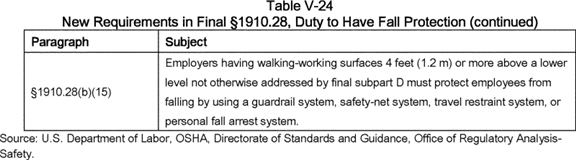 Table V-24
New Requirements in Final §1910.28, Duty to Have Fall Protection (continued)
Paragraph Subject
Employers having walking-working surfaces 4 feet (1.2 m) or more above a lower
level not otherwise addressed by final subpart D must protect employees from
§1910.28(b)(15)
falling by using a guardrail system, safety-net system, travel restraint system, or
personal fall arrest system.
Source: U.S. Department of Labor, OSHA, Directorate of Standards and Guidance, Office of Regulatory Analysis-
Safety.